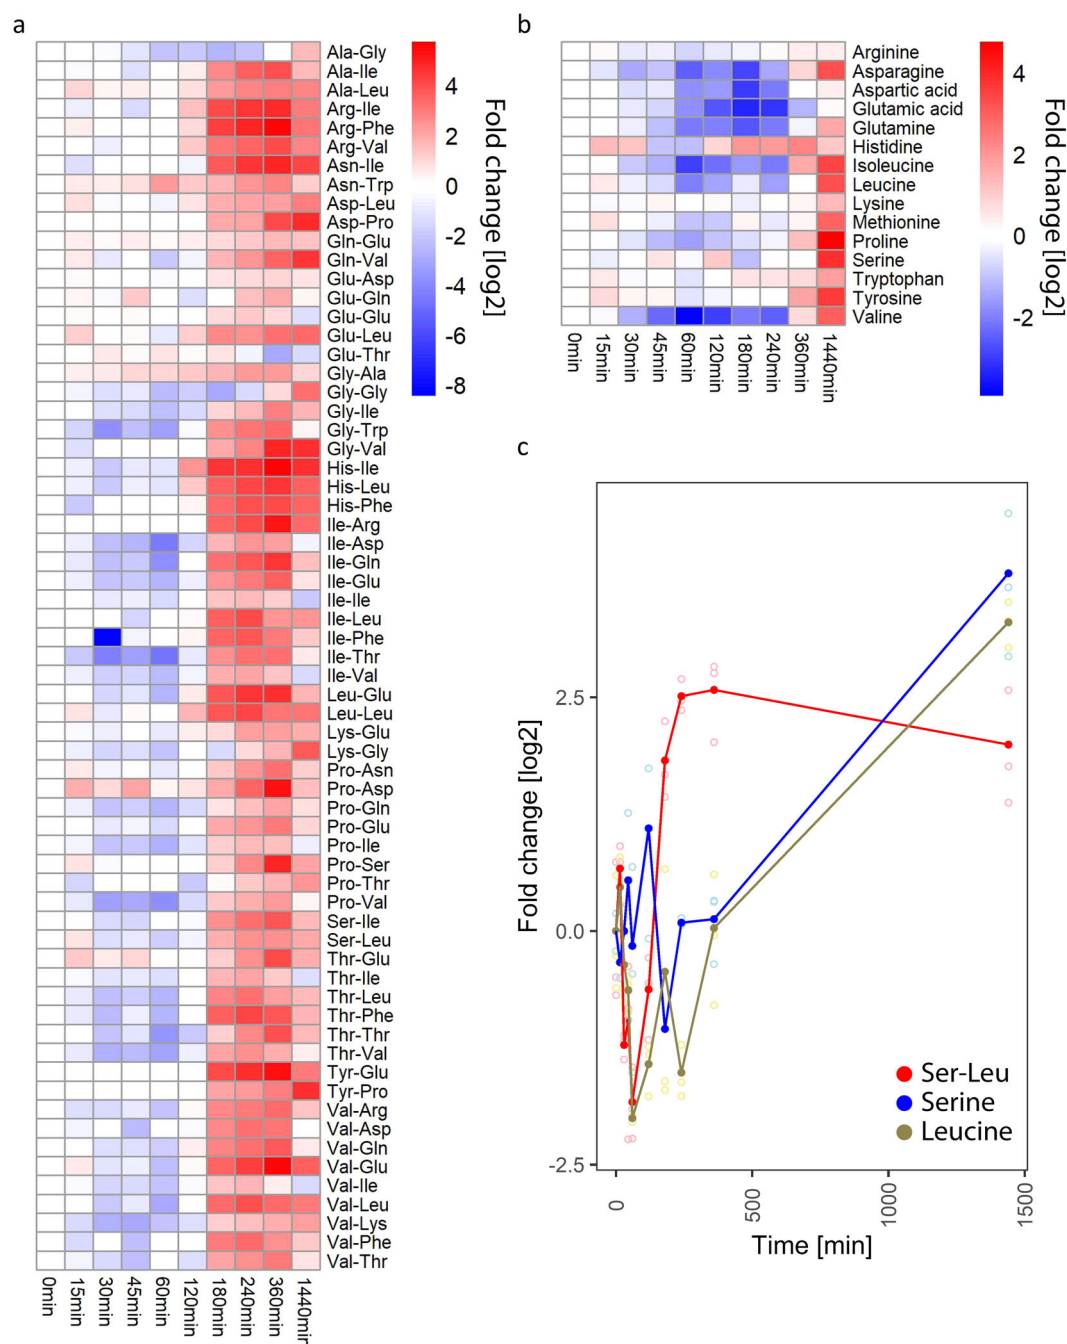 a
Ala-Gly
Ala-Ile
Ala-Leu
Arg-Ile
Arg-Phe
Arg-Val
Asn-Ile
Asn-Trp
Asp-Leu
Asp-Pro
Gln-Glu
Gln-Val
Glu-Asp
Glu-Gln
Glu-Glu
Glu-Leu
Glu-Thr
Gly-Ala
Gly-Gly
Gly-Ile
Gly-Trp
Gly-Val
His-Ile
His-Leu
His-Phe
Ile-Arg
Ile-Asp
Ile-Gln
Ile-Glu
Ile-Ile
Ile-Leu
Ile-Phe
Ile-Thr
Ile-Val
Leu-Glu
Leu-Leu
Lys-Glu
Lys-Gly
Pro-Asn
Pro-Asp
Pro-Gln
Pro-Glu
Pro-Ile
Pro-Ser
Pro-Thr
Pro-Val
Ser-Ile
Ser-Leu
Thr-Glu
Thr-Ile
Thr-Leu
Thr-Phe
Thr-Thr
Thr-Val
Tyr-Glu
Tyr-Pro
Val-Arg
Val-Asp
Val-Gln
Val-Glu
Val-Ile
Val-Leu
Val-Lys
Val-Phe
Val-Thr
0min
15min
30min
45min
60min
120min
180min
240min
360min
1440min
4
2
0
-2
-4
-6
-8
Fold change [log2]
b
Arginine
Asparagine
Aspartic acid
Glutamic acid
Glutamine
Histidine
Isoleucine
Leucine
Lysine
Methionine
Proline
Serine
Tryptophan
Tyrosine
Valine
0min
15min
30min
45min
60min
120min
180min
240min
360min
1440min
4
2
0
-2
Fold change [log2]
c
Fold change [log2]
2.5
0.0
-2.5
Ser-Leu
Serine
Leucine
0
500
1000
1500
Time [min]